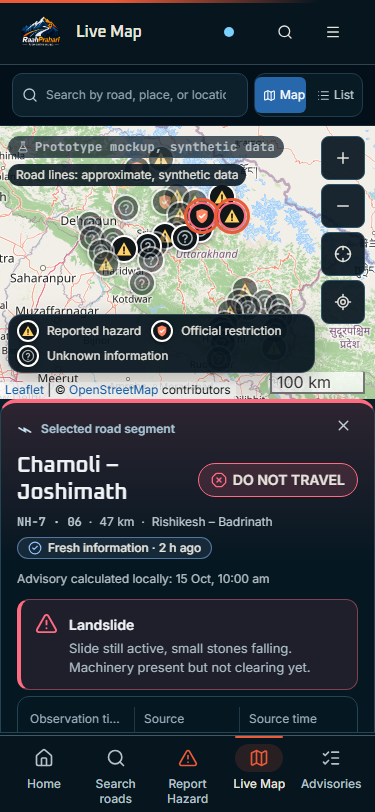 RaahPrahari
Live Map
Search by road, place, or locatic
Map
List
Prototype mockup, synthetic data
Road lines: approximate, synthetic data
Dehradun
Uttarakhand
Saharanpur
Haridwar
Kotdwar
Muzaffarnagar
Meerut
सुदूरपश्चिम
प्रदेश
Reported hazard
Official restriction
Unknown information
Leaflet | © OpenStreetMap contributors
100 km
Selected road segment
Chamoli –
Joshimath
DO NOT TRAVEL
NH-7 · 06 · 47 km · Rishikesh – Badrinath
Fresh information · 2 h ago
Advisory calculated locally: 15 Oct, 10:00 am
Landslide
Slide still active, small stones falling.
Machinery present but not clearing yet.
Observation ti...
Source
Source time
Home
Search
roads
Report
Hazard
Live Map
Advisories